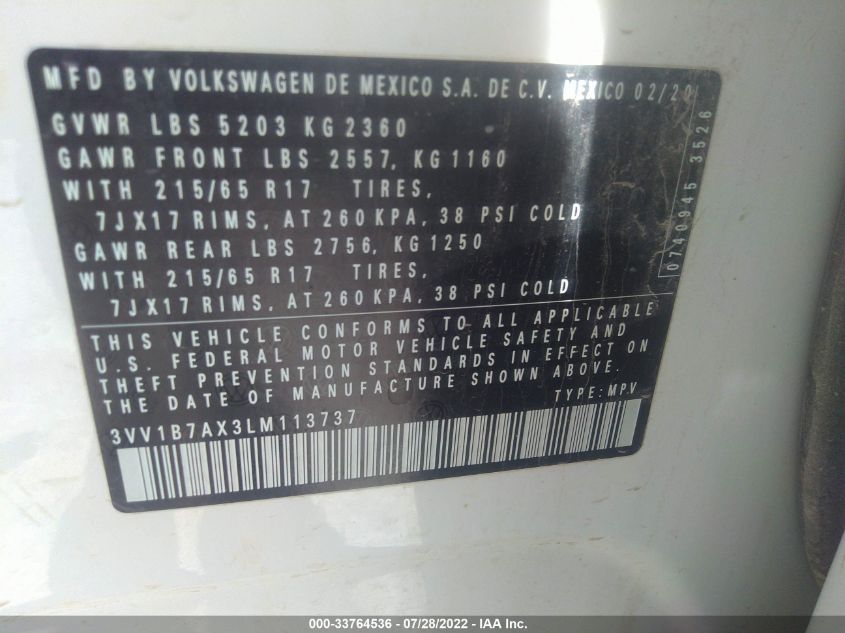 MFD BY VOLKSWAGEN DE MEXICO S.A. DE C.V. MEXICO 02/20
GVWR LBS 5203 KG 2360
GAWR FRONT LBS 2557, KG 1160
WITH 215/65 R17 TIRES,
7JX17 RIMS, AT 260 KPA, 38 PSI COLD
GAWR REAR LBS 2756, KG 1250
WITH 215/65 R17 TIRES,
7JX17 RIMS, AT 260 KPA, 38 PSI COLD
THIS VEHICLE CONFORMS TO ALL APPLICABLE
U.S. FEDERAL MOTOR VEHICLE SAFETY AND
THEFT PREVENTION STANDARDS IN EFFECT ON
THE DATE OF MANUFACTURE SHOWN ABOVE.
TYPE: MPV
3VV1B7AX3LM113737
0740945 3526
000-33764536 - 07/28/2022 - IAA Inc.